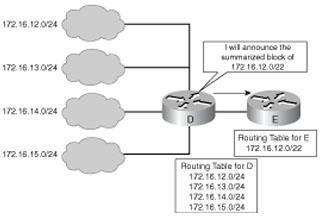 172.16.12.0/24
I will announce the
summarized block of
172.16.12.0/22
172.16.13.0/24
172.16.14.0/24
D
E
172.16.15.0/24
Routing Table for E
172.16.12.0/22
Routing Table for D
172.16.12.0/24
172.16.13.0/24
172.16.14.0/24
172.16.15.0/24